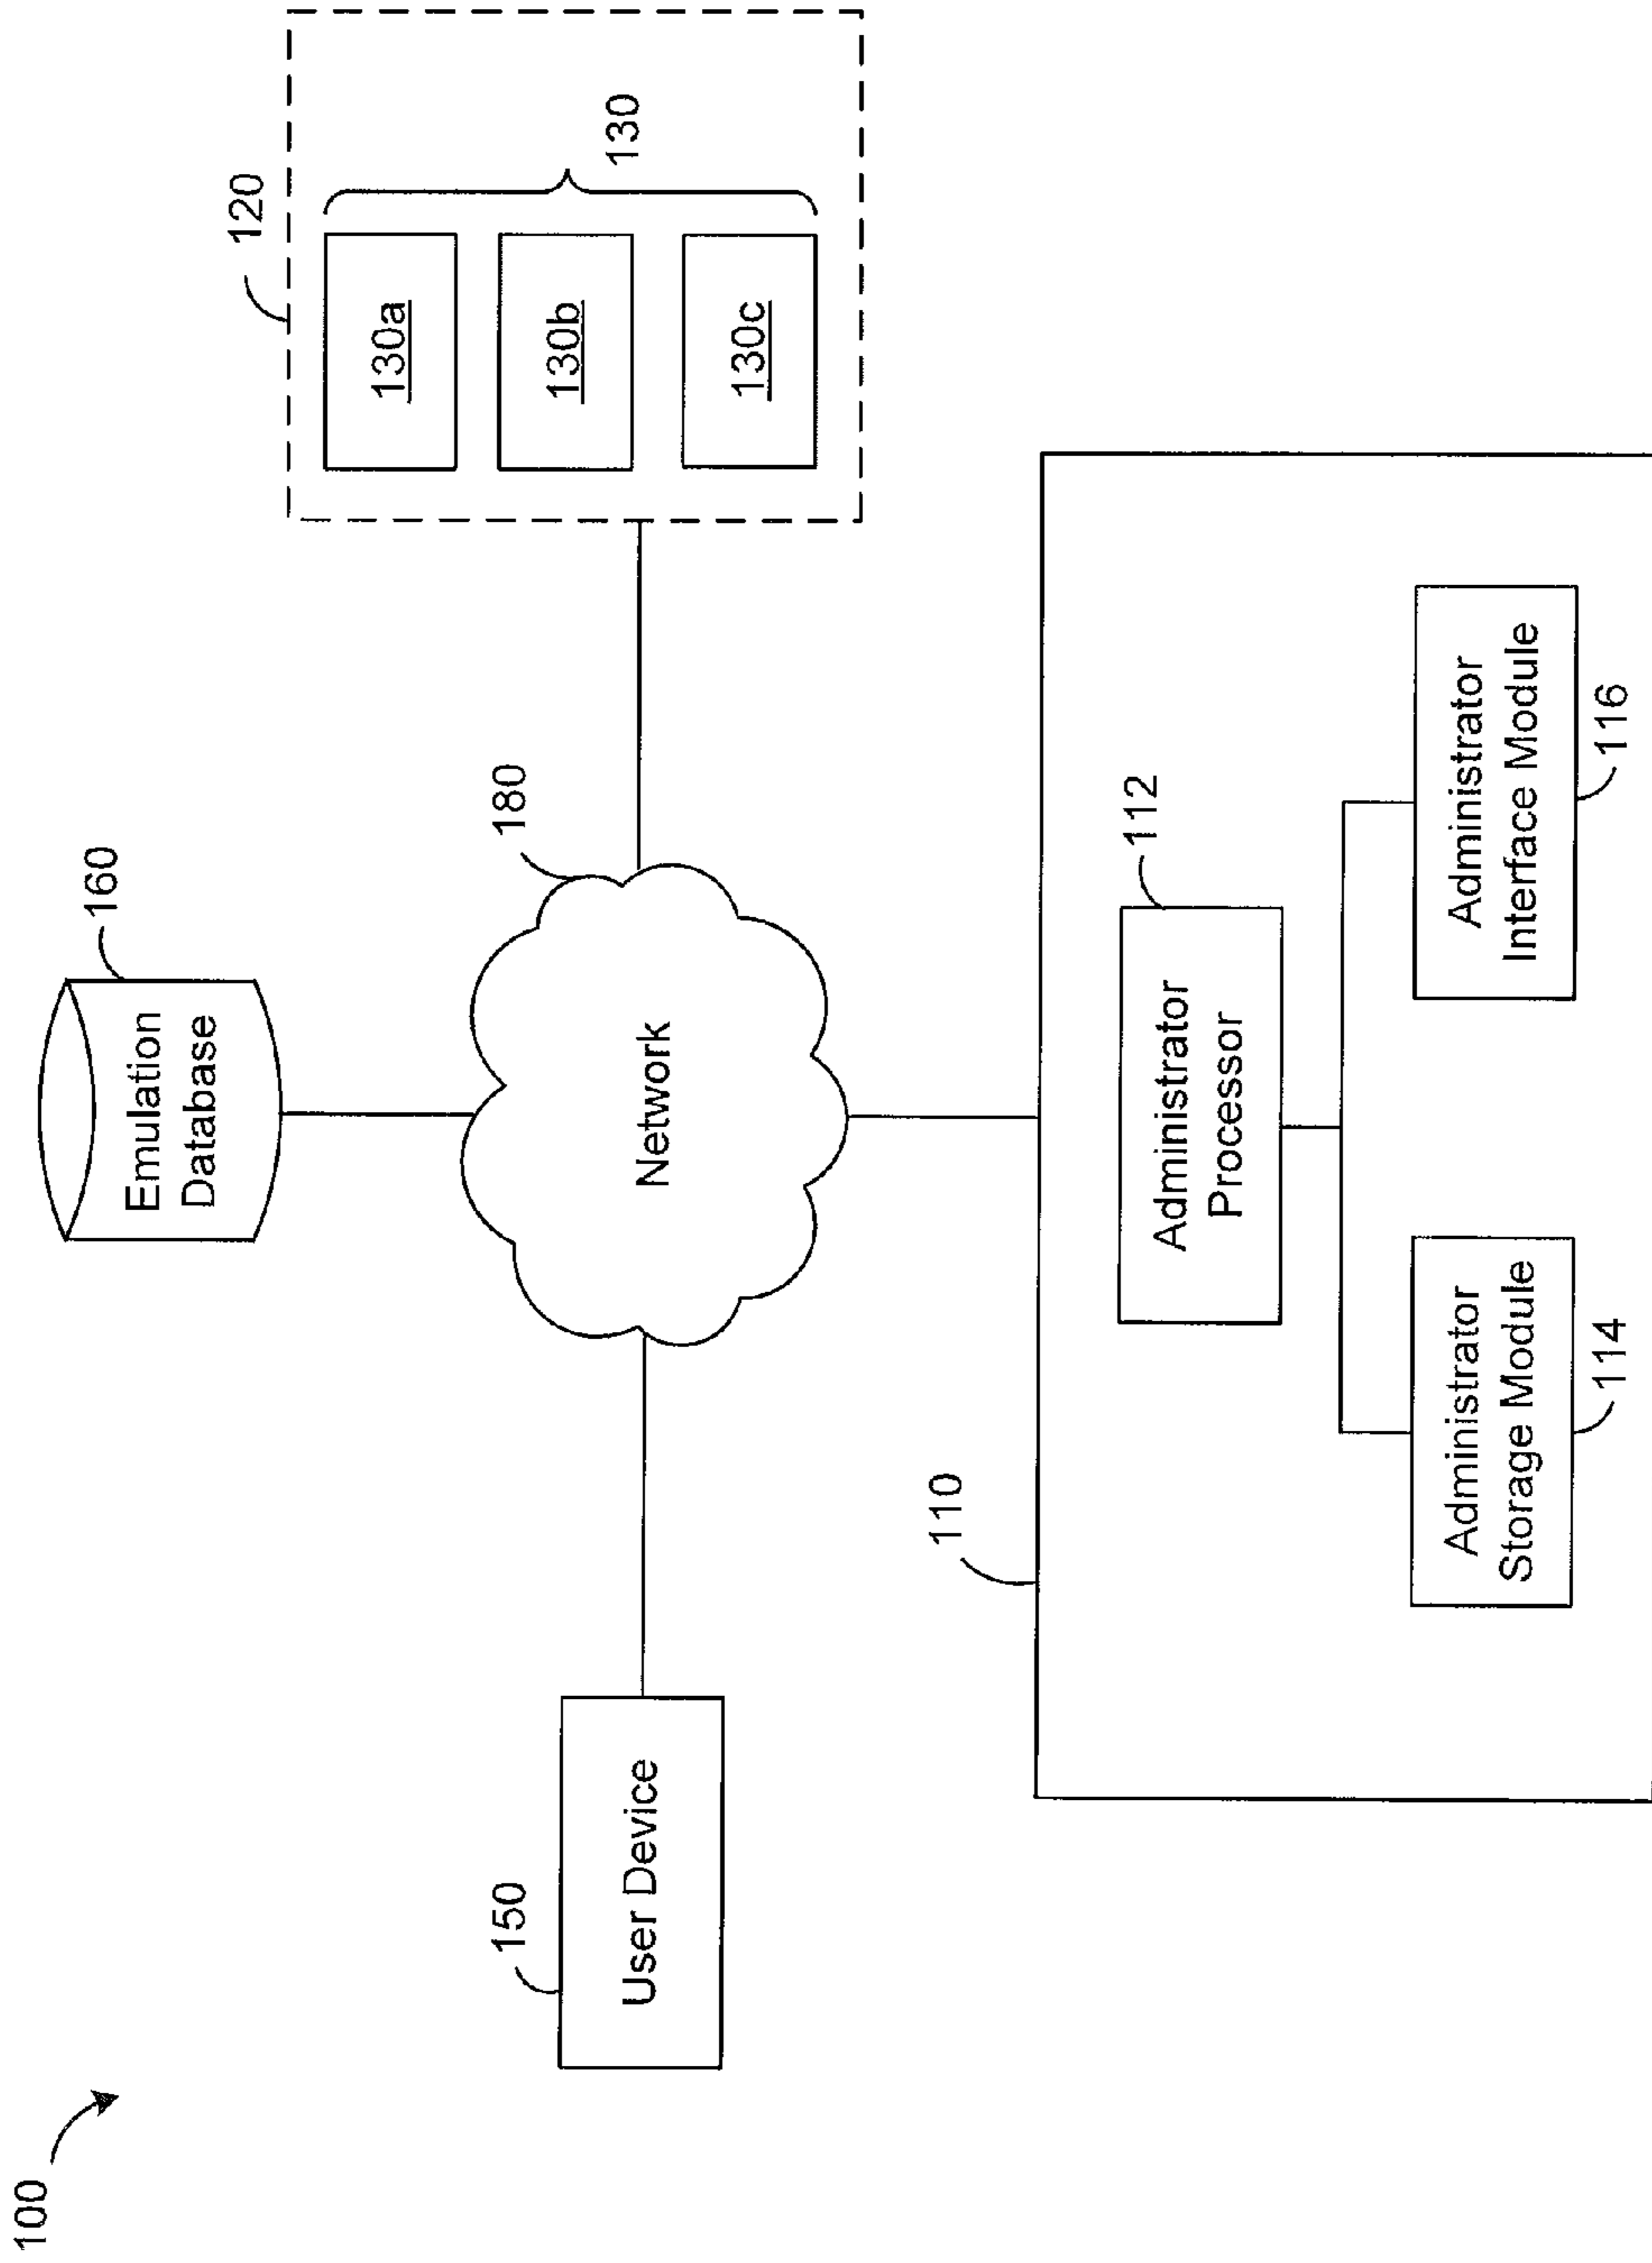 100
160
Emulation
Database
120
130a
130b
130c
130
180
Network
150
User Device
110
112
Administrator
Processor
Administrator
Storage Module
114
Administrator
Interface Module
116